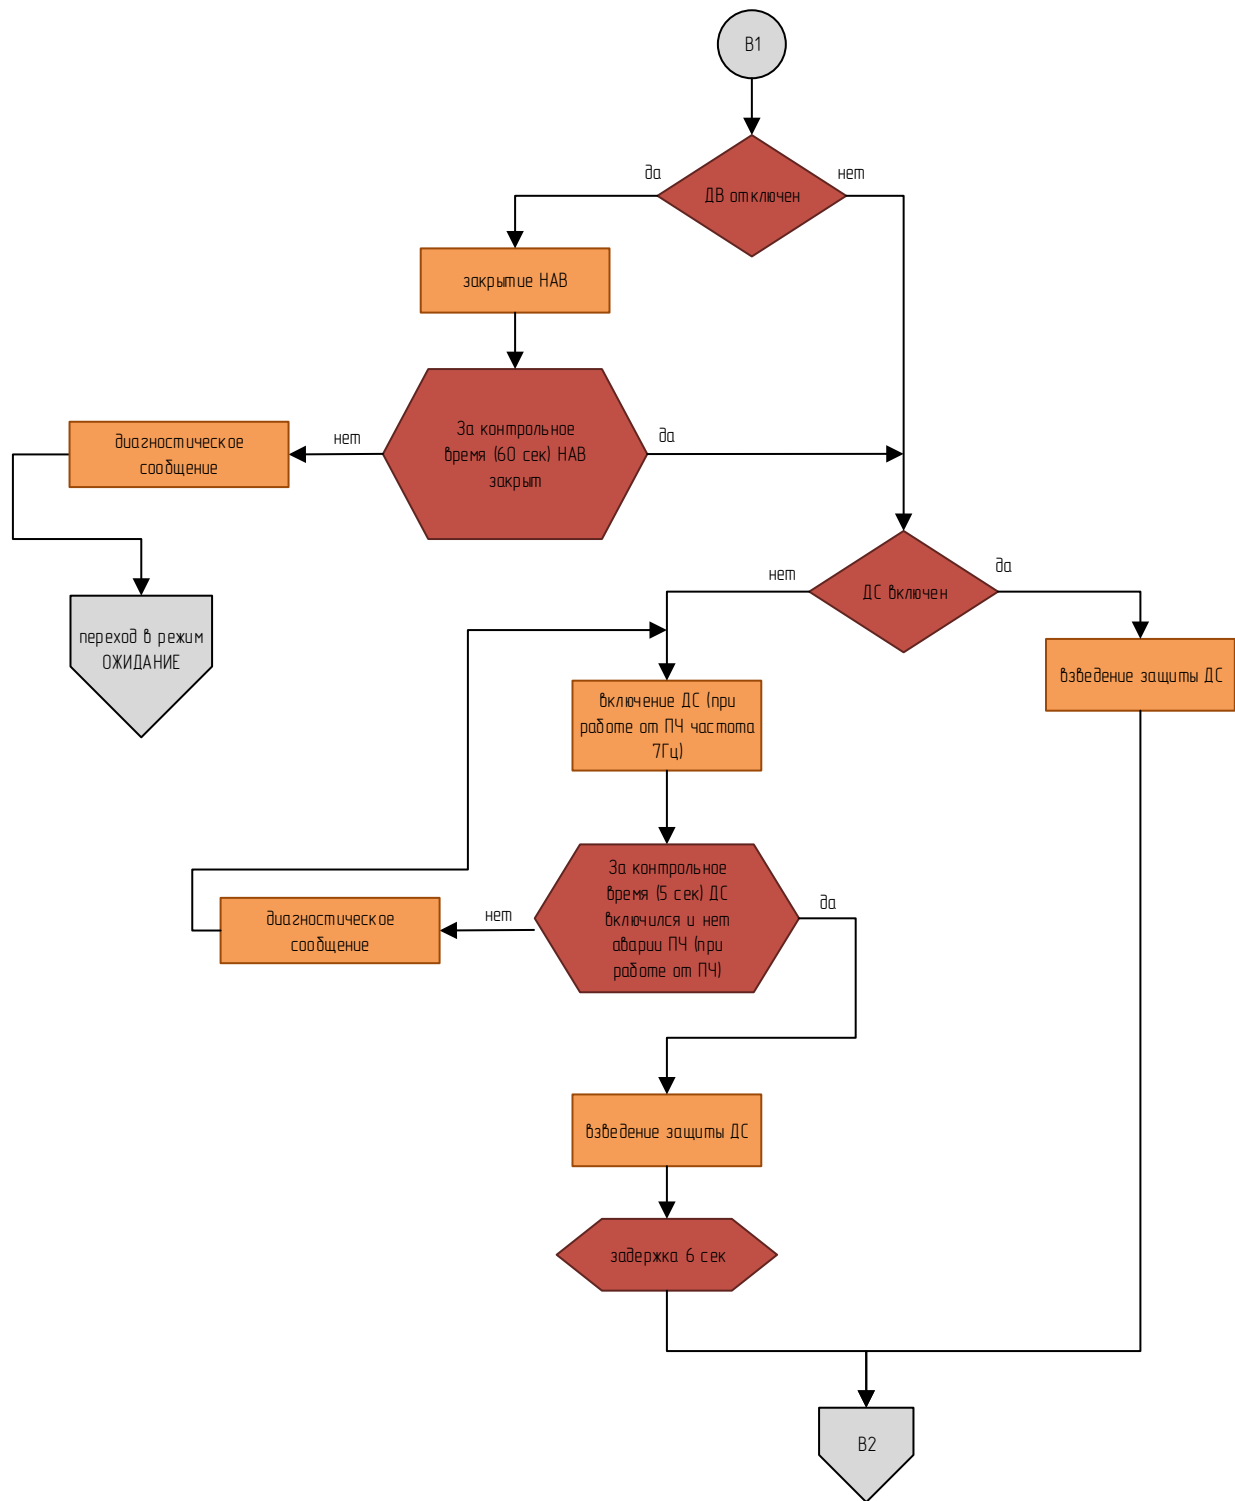 В1
да
нет
ДВ отключен
закрытие НАВ
За контрольное
время (60 сек) НАВ
закрыт
нет
да
диагностическое
сообщение
переход в режим
ОЖИДАНИЕ
нет
да
ДС включен
взведение защиты ДС
включение ДС (при
работе от ПЧ частота
7Гц)
За контрольное
время (5 сек) ДС
включился и нет
аварии ПЧ (при
работе от ПЧ)
нет
да
диагностическое
сообщение
взведение защиты ДС
задержка 6 сек
В2